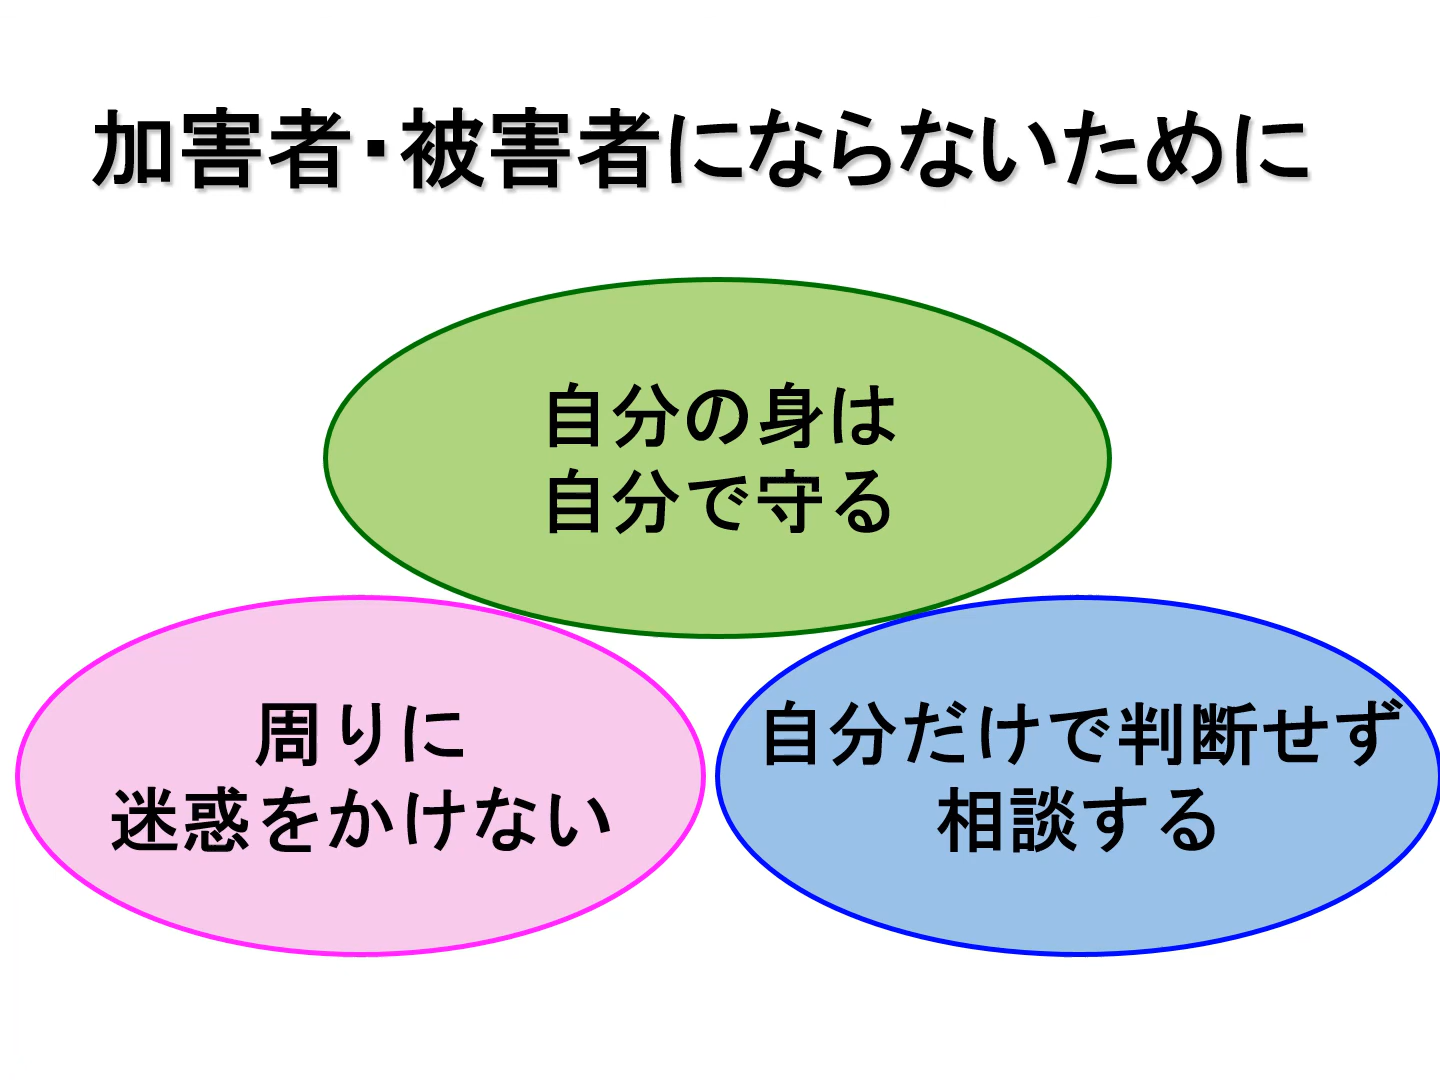 加害者・被害者にならないために
自分の身は
自分で守る
周りに
迷惑をかけない
自分だけで判断せず
相談する